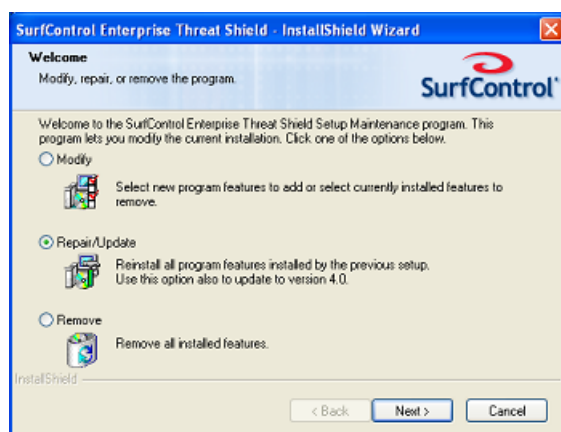 SurfControl Enterprise Threat Shield - InstallShield Wizard
Welcome
Modify, repair, or remove the program.
SurfControl
Welcome to the SurfControl Enterprise Threat Shield Setup Maintenance program. This
program lets you modify the current installation. Click one of the options below.
Modify
Select new program features to add or select currently installed features to
remove.
Repair/Update
Reinstall all program features installed by the previous setup.
Use this option also to update to version 4.0.
Remove
Remove all installed features.
InstallShield
< Back
Next >
Cancel